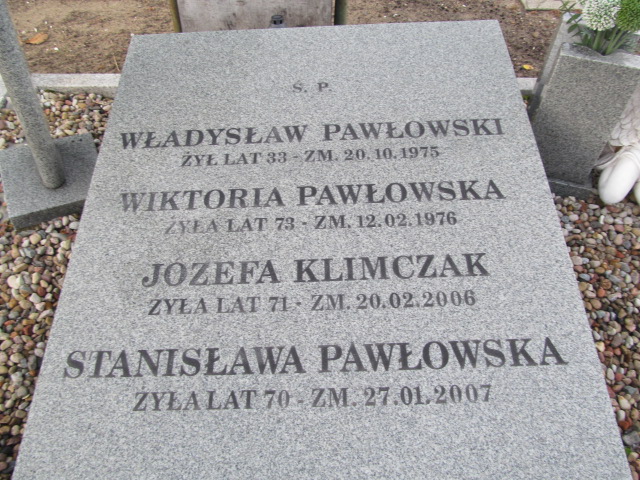 Ś. P.
WŁADYSŁAW PAWŁOWSKI
ŻYŁ LAT 33 - ZM. 20.10.1975
WIKTORIA PAWŁOWSKA
ŻYŁA LAT 73 - ZM. 12.02.1976
JÓZEFA KLIMCZAK
ŻYŁA LAT 71 - ZM. 20.02.2006
STANISŁAWA PAWŁOWSKA
ŻYŁA LAT 70 - ZM. 27.01.2007